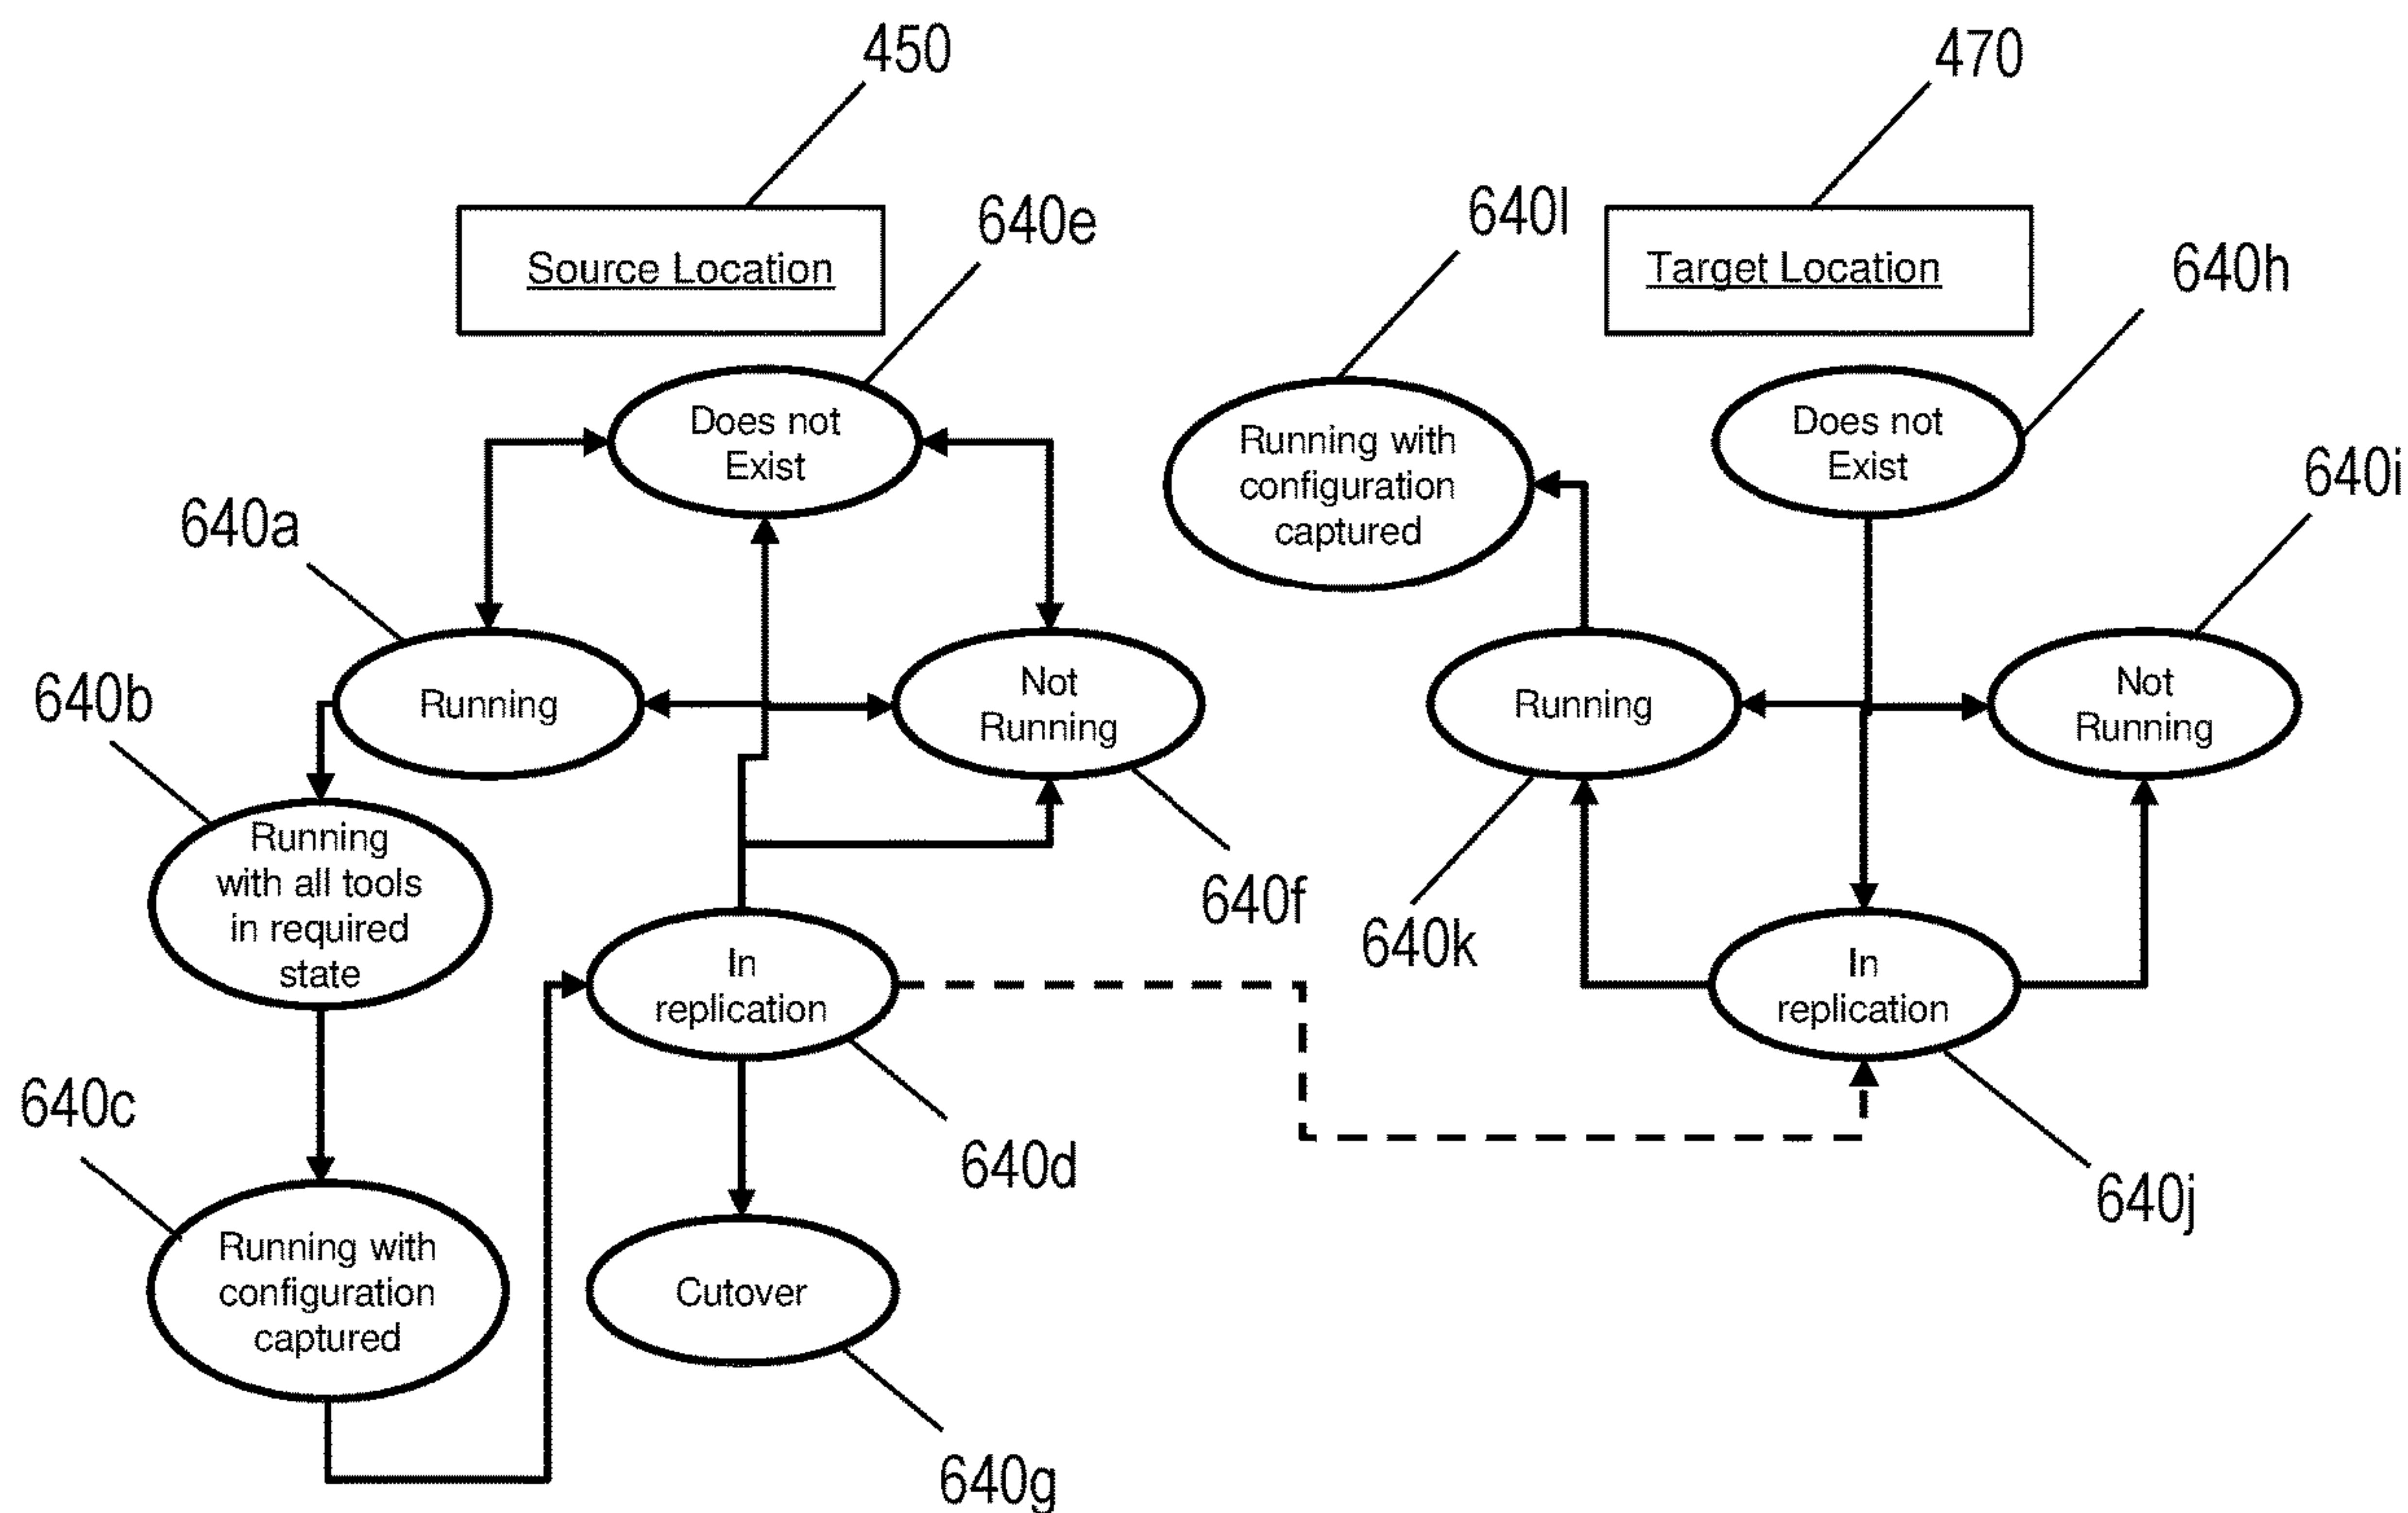 450
470
640e
640l
640h
Source Location
Target Location
640i
Does not
Exist
Running with
configuration
captured
Does not
Exist
640a
640b
Running
Not
Running
Running
Not
Running
Running
with all tools
in required
state
640f
640k
In
replication
In
replication
640c
640d
640j
Running with
configuration
captured
Cutover
640g